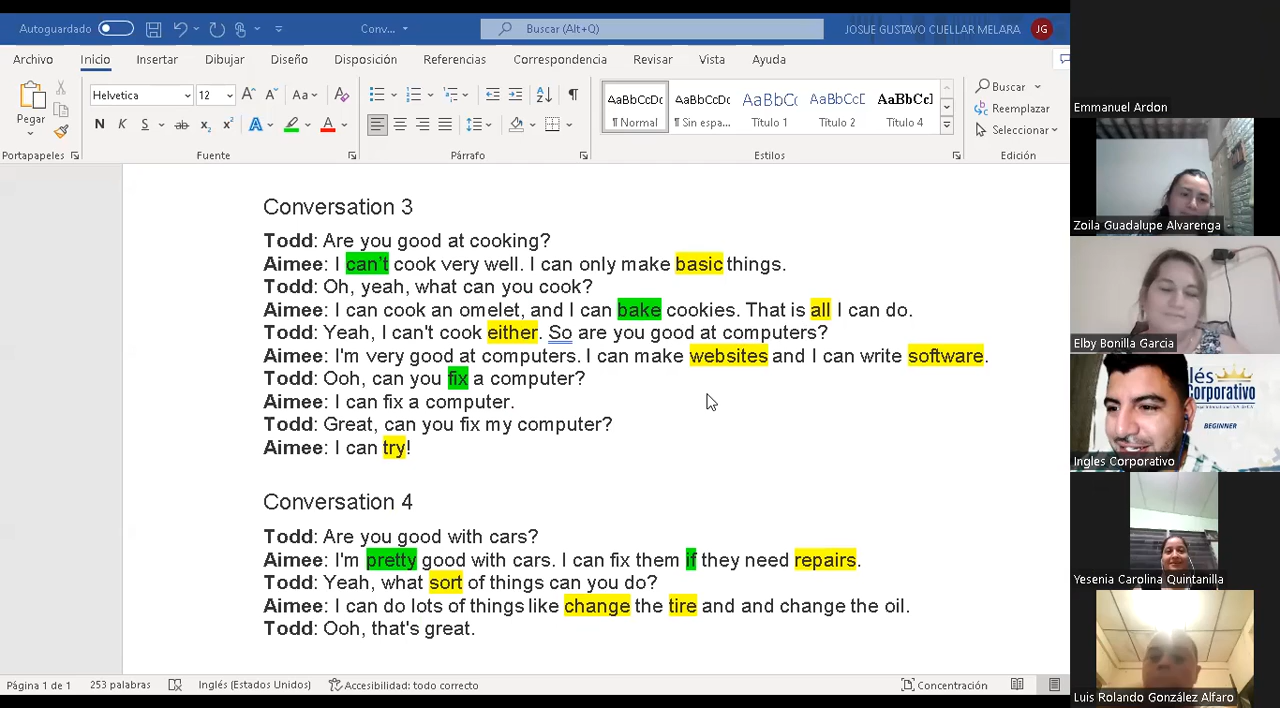 Autoguardado
Conv...
Buscar (Alt+Q)
JOSUE GUSTAVO CUELLAR MELARA
JG
Archivo Inicio Insertar Dibujar Diseño Disposición Referencias Correspondencia Revisar Vista Ayuda
Pegar
Helvetica 12
N K S ab x₂ x² A A
AaBbCcDc AaBbCcDc AaBbCc AaBbCcD AaBbCcI
¶ Normal ¶ Sin espa... Título 1 Título 2 Título 4
Buscar
Reemplazar
Seleccionar
Portapapeles Fuente Párrafo Estilos Edición
Conversation 3
Todd: Are you good at cooking?
Aimee: I can't cook very well. I can only make basic things.
Todd: Oh, yeah, what can you cook?
Aimee: I can cook an omelet, and I can bake cookies. That is all I can do.
Todd: Yeah, I can't cook either. So are you good at computers?
Aimee: I'm very good at computers. I can make websites and I can write software.
Todd: Ooh, can you fix a computer?
Aimee: I can fix a computer.
Todd: Great, can you fix my computer?
Aimee: I can try!
Conversation 4
Todd: Are you good with cars?
Aimee: I'm pretty good with cars. I can fix them if they need repairs.
Todd: Yeah, what sort of things can you do?
Aimee: I can do lots of things like change the tire and and change the oil.
Todd: Ooh, that's great.
Página 1 de 1 253 palabras Inglés (Estados Unidos) Accesibilidad: todo correcto Concentración
Emmanuel Ardon
Zoila Guadalupe Alvarenga
Elby Bonilla Garcia
lés
Corporativo
BEGINNER
Ingles Corporativo
Yesenia Carolina Quintanilla
Luis Rolando González Alfaro